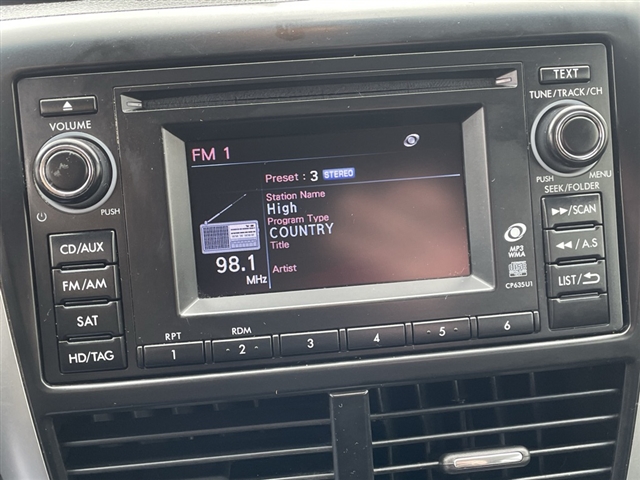 TEXT
VOLUME
TUNE/TRACK/CH
FM 1
Preset : 3 STEREO
Station Name
High
Program Type
COUNTRY
Title
Artist
98.1
MHz
PUSH
PUSH
MENU
SEEK/FOLDER
CD/AUX
FM/AM
SAT
HD/TAG
▶▶/SCAN
◀◀/A.S
LIST/
MP3
WMA
CP635U1
RPT
RDM
1
- 2 -
3
4
- 5 -
6